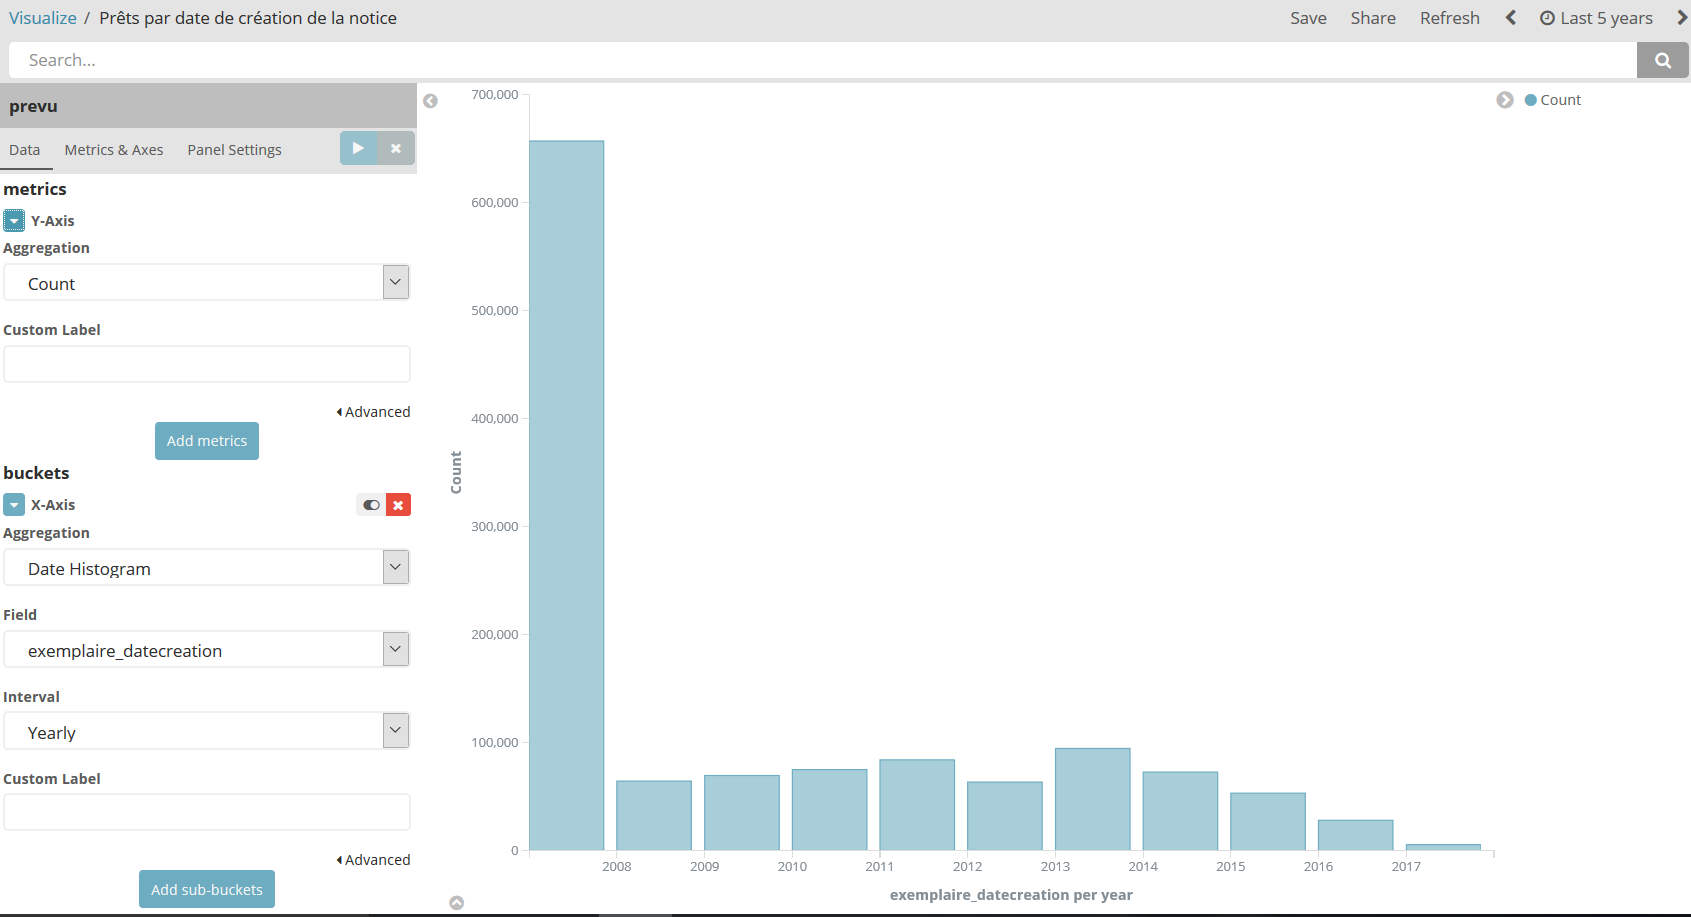 Visualize / Prêts par date de création de la notice
Save Share Refresh Last 5 years
Search...
prevu
Data Metrics & Axes Panel Settings
metrics
Y-Axis
Aggregation
Count
Custom Label
Advanced
Add metrics
buckets
X-Axis
Aggregation
Date Histogram
Field
exemplaire_datecreation
Interval
Yearly
Custom Label
Advanced
Add sub-buckets
Count
700,000
600,000
500,000
400,000
300,000
200,000
100,000
0
Count
2008 2009 2010 2011 2012 2013 2014 2015 2016 2017
exemplaire_datecreation per year